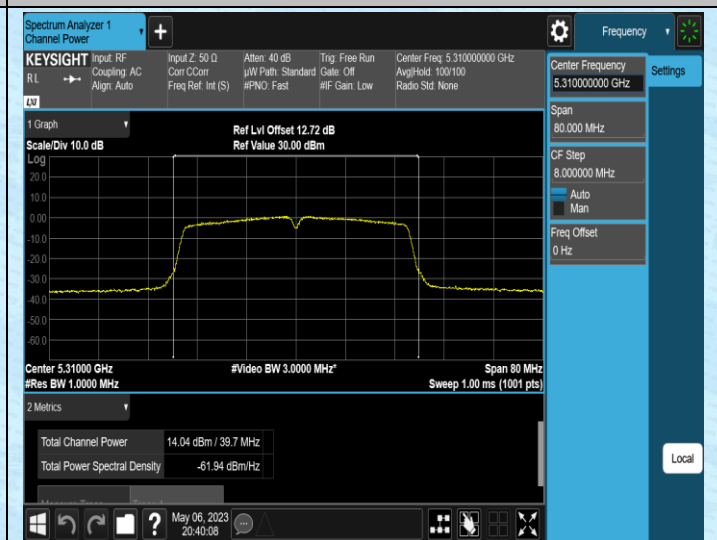 Spectrum Analyzer 1
Channel Power
+
Frequency
KEYSIGHT
R L
LXI
Input: RF
Coupling: AC
Align: Auto
Input Z: 50 Ω
Corr CCorr
Freq Ref: Int (S)
Atten: 40 dB
µW Path: Standard
#PNO: Fast
Trig: Free Run
Gate: Off
#IF Gain: Low
Center Freq: 5.310000000 GHz
Avg|Hold: 100/100
Radio Std: None
1 Graph
Scale/Div 10.0 dB
Ref Lvl Offset 12.72 dB
Ref Value 30.00 dBm
Log
20.0
10.0
0.00
-10.0
-20.0
-30.0
-40.0
-50.0
-60.0
Center 5.31000 GHz
#Res BW 1.0000 MHz
#Video BW 3.0000 MHz*
Span 80 MHz
Sweep 1.00 ms (1001 pts)
2 Metrics
Total Channel Power 14.04 dBm / 39.7 MHz
Total Power Spectral Density -61.94 dBm/Hz
Center Frequency
5.310000000 GHz
Span
80.000 MHz
CF Step
8.000000 MHz
Auto
Man
Freq Offset
0 Hz
Settings
Local
?
May 06, 2023
20:40:08